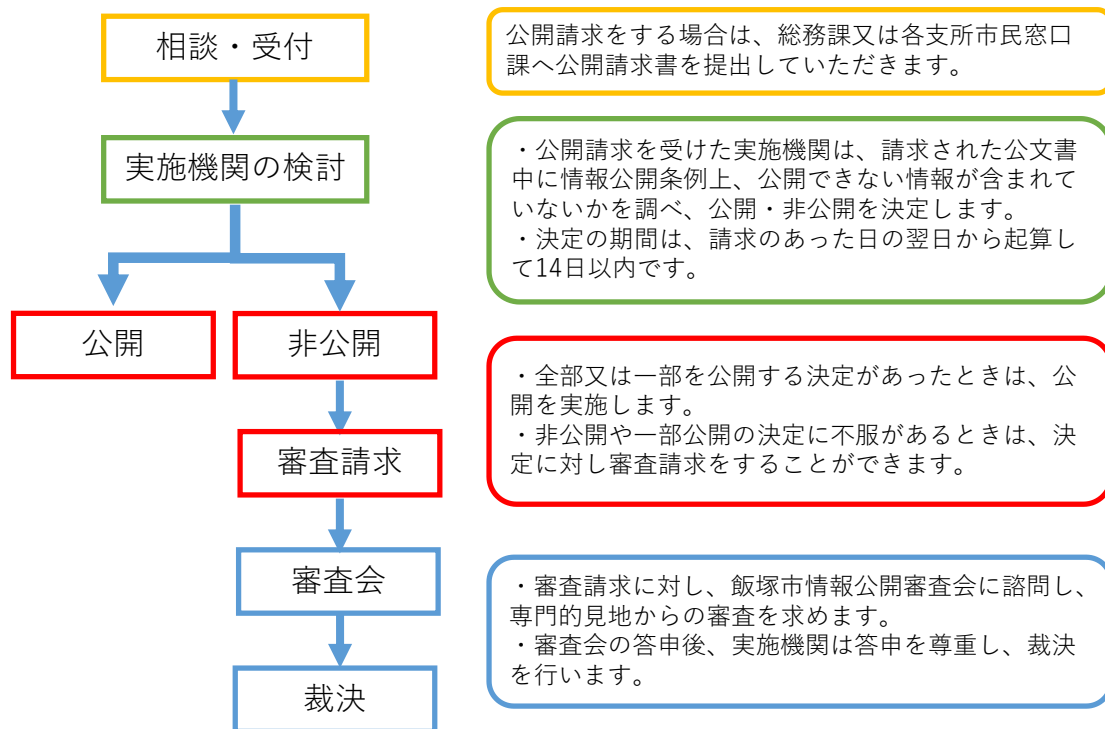 相談・受付
公開請求をする場合は、総務課又は各支所市民窓口
課へ公開請求書を提出していただきます。
実施機関の検討
・公開請求を受けた実施機関は、請求された公文書
中に情報公開条例上、公開できない情報が含まれて
いないかを調べ、公開・非公開を決定します。
・決定の期間は、請求のあった日の翌日から起算し
て14日以内です。
公開
非公開
・全部又は一部を公開する決定があったときは、公
開を実施します。
・非公開や一部公開の決定に不服があるときは、決
定に対し審査請求をすることができます。
審査請求
審査会
・審査請求に対し、飯塚市情報公開審査会に諮問し、
専門的見地からの審査を求めます。
・審査会の答申後、実施機関は答申を尊重し、裁決
を行います。
裁決